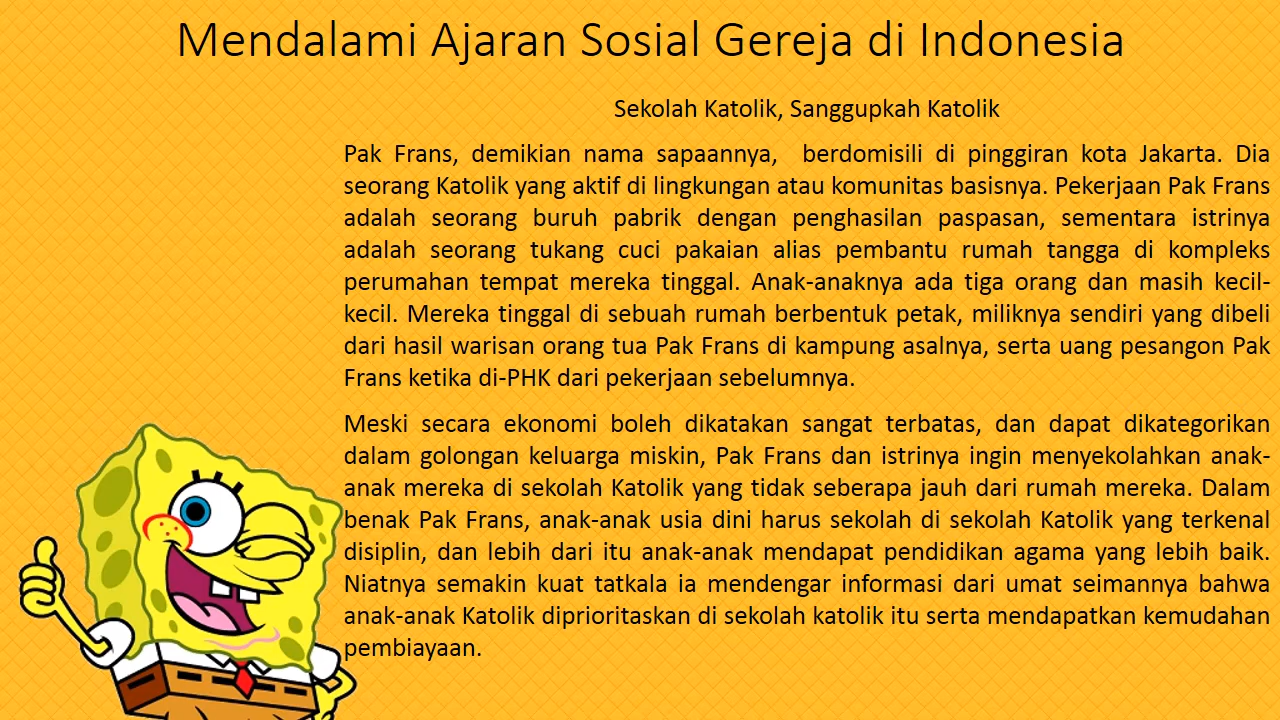 Mendalami Ajaran Sosial Gereja di Indonesia
Sekolah Katolik, Sanggupkah Katolik
Pak Frans, demikian nama sapaannya, berdomisili di pinggiran kota Jakarta. Dia
seorang Katolik yang aktif di lingkungan atau komunitas basisnya. Pekerjaan Pak Frans
adalah seorang buruh pabrik dengan penghasilan paspasan, sementara istrinya
adalah seorang tukang cuci pakaian alias pembantu rumah tangga di kompleks
perumahan tempat mereka tinggal. Anak-anaknya ada tiga orang dan masih kecil-
kecil. Mereka tinggal di sebuah rumah berbentuk petak, miliknya sendiri yang dibeli
dari hasil warisan orang tua Pak Frans di kampung asalnya, serta uang pesangon Pak
Frans ketika di-PHK dari pekerjaan sebelumnya.
Meski secara ekonomi boleh dikatakan sangat terbatas, dan dapat dikategorikan
dalam golongan keluarga miskin, Pak Frans dan istrinya ingin menyekolahkan anak-
anak mereka di sekolah Katolik yang tidak seberapa jauh dari rumah mereka. Dalam
benak Pak Frans, anak-anak usia dini harus sekolah di sekolah Katolik yang terkenal
disiplin, dan lebih dari itu anak-anak mendapat pendidikan agama yang lebih baik.
Niatnya semakin kuat tatkala ia mendengar informasi dari umat seimannya bahwa
anak-anak Katolik diprioritaskan di sekolah katolik itu serta mendapatkan kemudahan
pembiayaan.